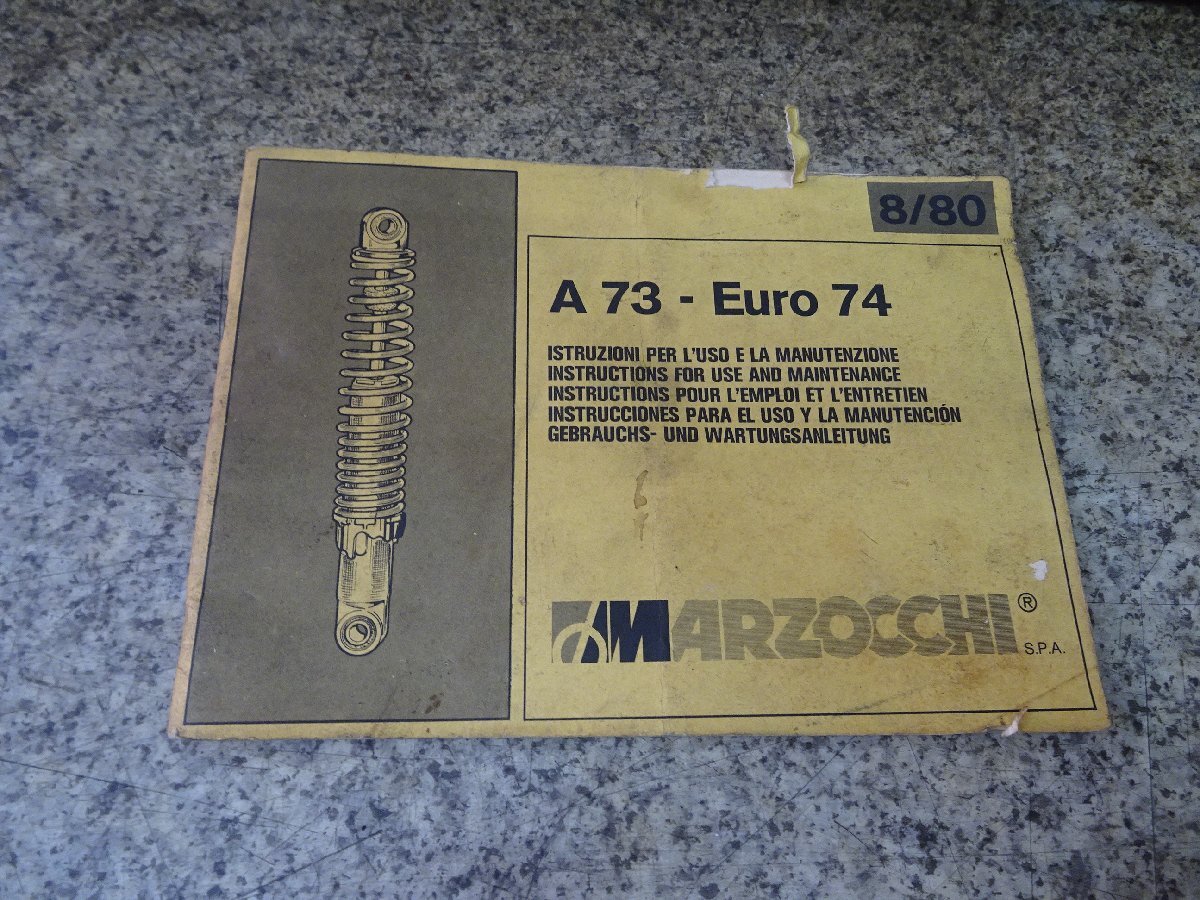 8/80
A 73 - Euro 74
ISTRUZIONI PER L'USO E LA MANUTENZIONE
INSTRUCTIONS FOR USE AND MAINTENANCE
INSTRUCTIONS POUR L'EMPLOI ET L'ENTRETIEN
INSTRUCCIONES PARA EL USO Y LA MANUTENCIÓN
GEBRAUCHS- UND WARTUNGSANLEITUNG
MARZOCCHI® S.P.A.